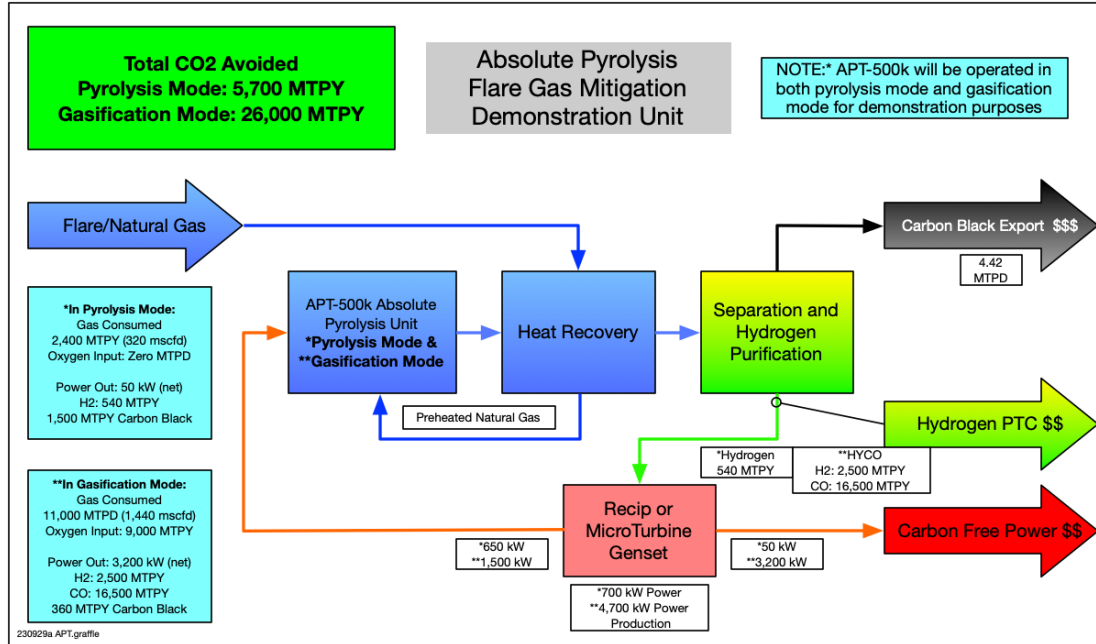 Total CO2 Avoided
Pyrolysis Mode: 5,700 MTPY
Gasification Mode: 26,000 MTPY
Absolute Pyrolysis
Flare Gas Mitigation
Demonstration Unit
NOTE:* APT-500k will be operated in
both pyrolysis mode and gasification
mode for demonstration purposes
Flare/Natural Gas
Carbon Black Export $$$
4.42
MTPD
*In Pyrolysis Mode:
Gas Consumed
2,400 MTPY (320 mscfd)
Oxygen Input: Zero MTPD
Power Out: 50 kW (net)
H2: 540 MTPY
1,500 MTPY Carbon Black
APT-500k Absolute
Pyrolysis Unit
*Pyrolysis Mode &
**Gasification Mode
Heat Recovery
Separation and
Hydrogen
Purification
Preheated Natural Gas
Hydrogen PTC $$
*Hydrogen
540 MTPY
**HYCO
H2: 2,500 MTPY
CO: 16,500 MTPY
**In Gasification Mode:
Gas Consumed
11,000 MTPD (1,440 mscfd)
Oxygen Input: 9,000 MTPY
Power Out: 3,200 kW (net)
H2: 2,500 MTPY
CO: 16,500 MTPY
360 MTPY Carbon Black
Recip or
MicroTurbine
Genset
*650 kW
**1,500 kW
*50 kW
**3,200 kW
Carbon Free Power $$
*700 kW Power
**4,700 kW Power
Production
230929a APT.graffle